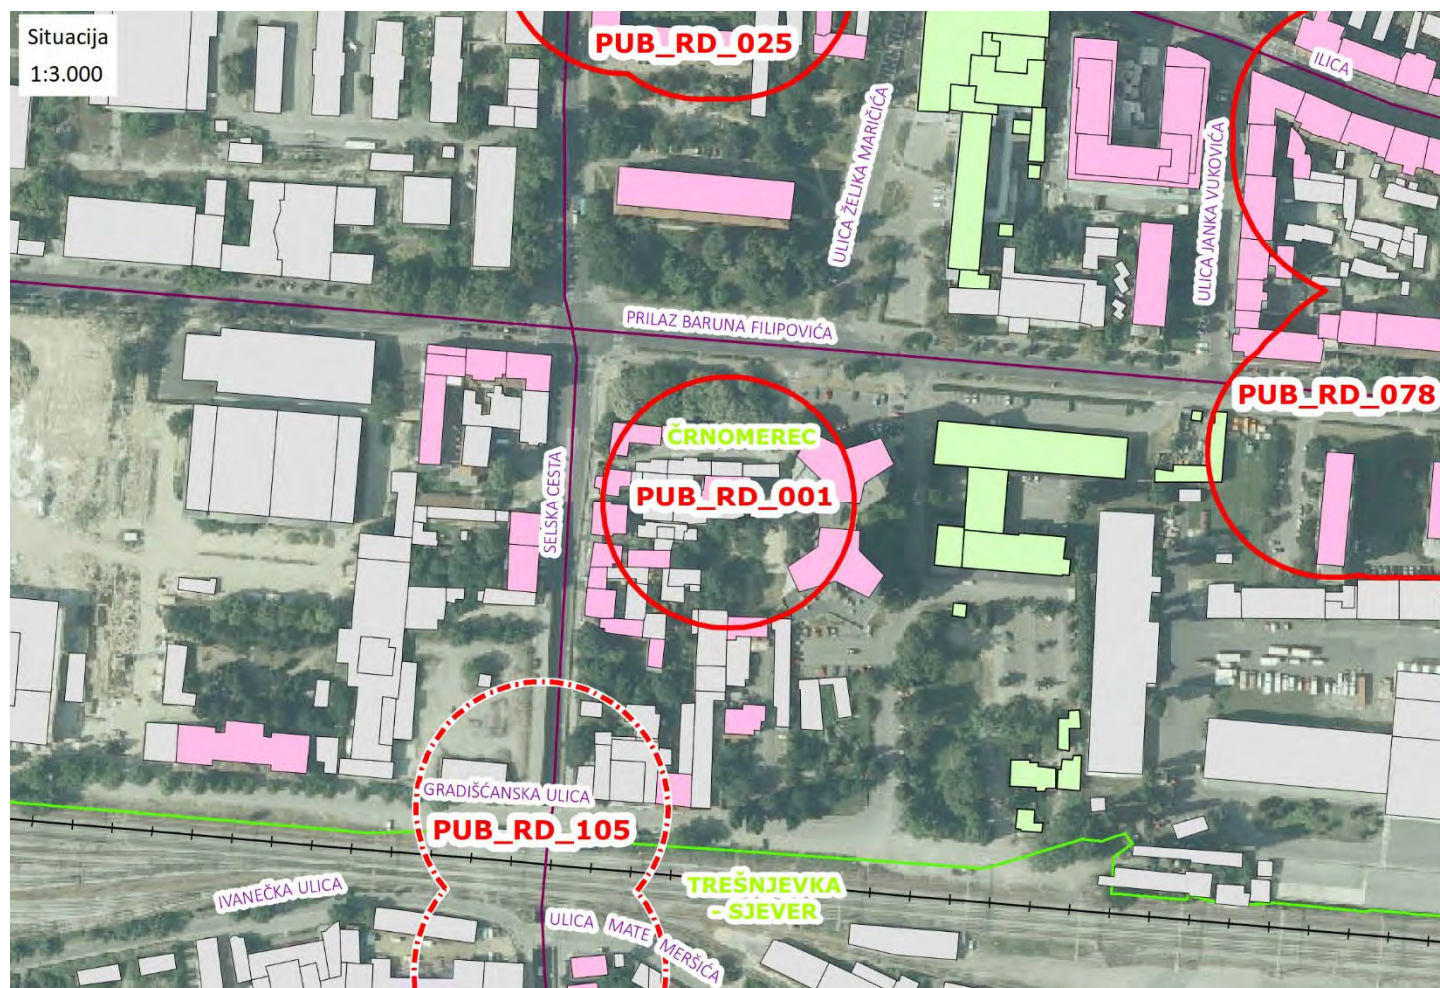 Situacija
1:3.000
PUB_RD_025
ILICA
ULICA ŽELJKA MARIČIĆA
ULICA JANKA VUKOVIĆA
PRILAZ BARUNA FILIPOVIĆA
PUB_RD_078
ČRNOMEREC
PUB_RD_001
SELSKA CESTA
GRADIŠĆANSKA ULICA
PUB_RD_105
IVANEČKA ULICA
TREŠNJEVKA
- SJEVER
ULICA MATE MERŠIĆA